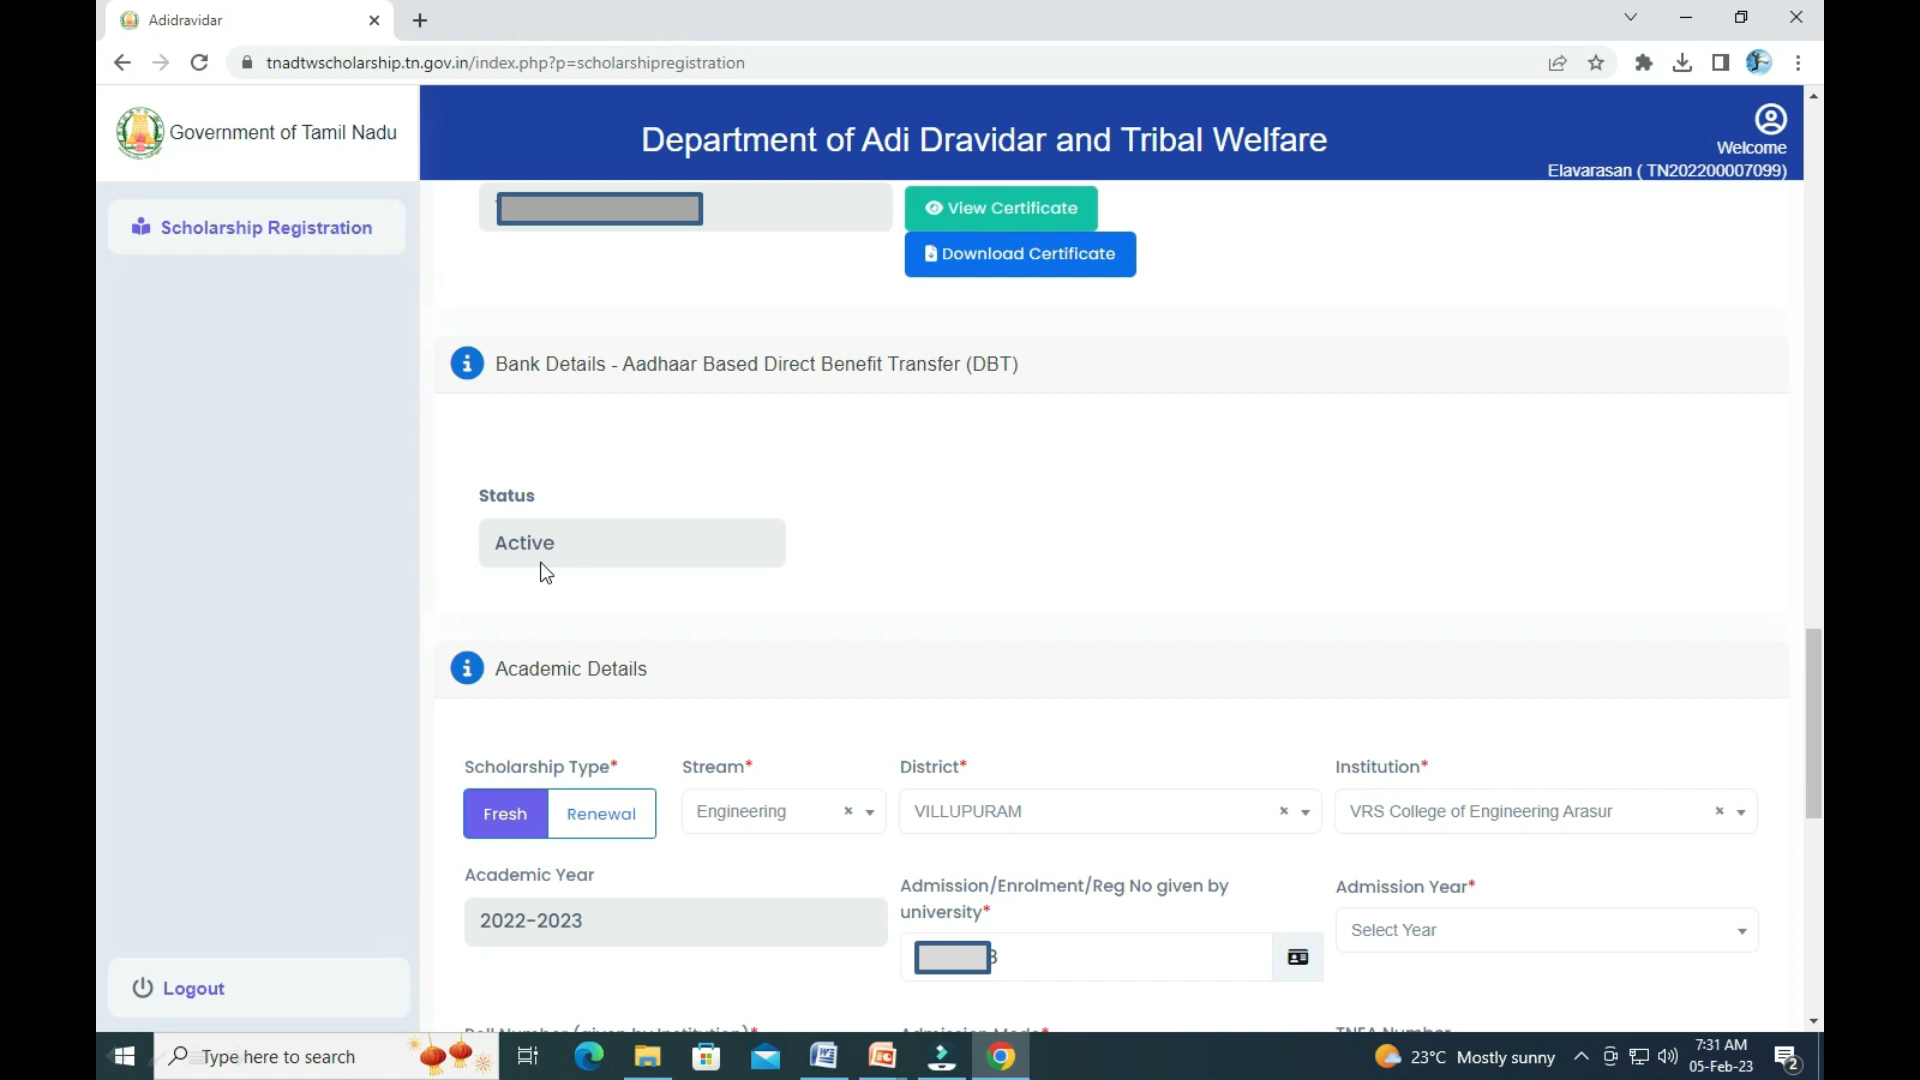 Adidravidar
tnadtwscholarship.tn.gov.in/index.php?p=scholarshipregistration
Government of Tamil Nadu
Department of Adi Dravidar and Tribal Welfare
Welcome
Elavarasan ( TN202200007099)
Scholarship Registration
View Certificate
Download Certificate
Bank Details - Aadhaar Based Direct Benefit Transfer (DBT)
Status
Active
Academic Details
Scholarship Type* Stream* District* Institution*
Fresh Renewal Engineering × VILLUPURAM × VRS College of Engineering Arasur ×
Academic Year
2022-2023
Admission/Enrolment/Reg No given by
university*
Admission Year*
Select Year
Logout
Type here to search
23°C Mostly sunny
7:31 AM
05-Feb-23
2